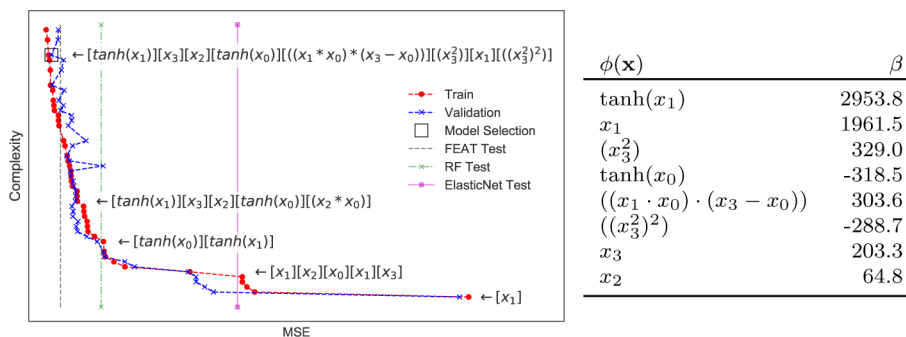 ← [tanh(x₁)][x₃][x₂][tanh(x₀)][((x₁ * x₀) * (x₃ − x₀))][(x₃²)][x₁][((x₃²)²)]
Train
Validation
Model Selection
FEAT Test
RF Test
ElasticNet Test
Complexity
← [tanh(x₁)][x₃][x₂][tanh(x₀)][(x₂ * x₀)]
← [tanh(x₀)][tanh(x₁)]
← [x₁][x₂][x₀][x₁][x₃]
← [x₁]
MSE
ϕ(x) β
tanh(x₁) 2953.8
x₁ 1961.5
(x₃²) 329.0
tanh(x₀) -318.5
((x₁ · x₀) · (x₃ − x₀)) 303.6
((x₃²)²) -288.7
x₃ 203.3
x₂ 64.8